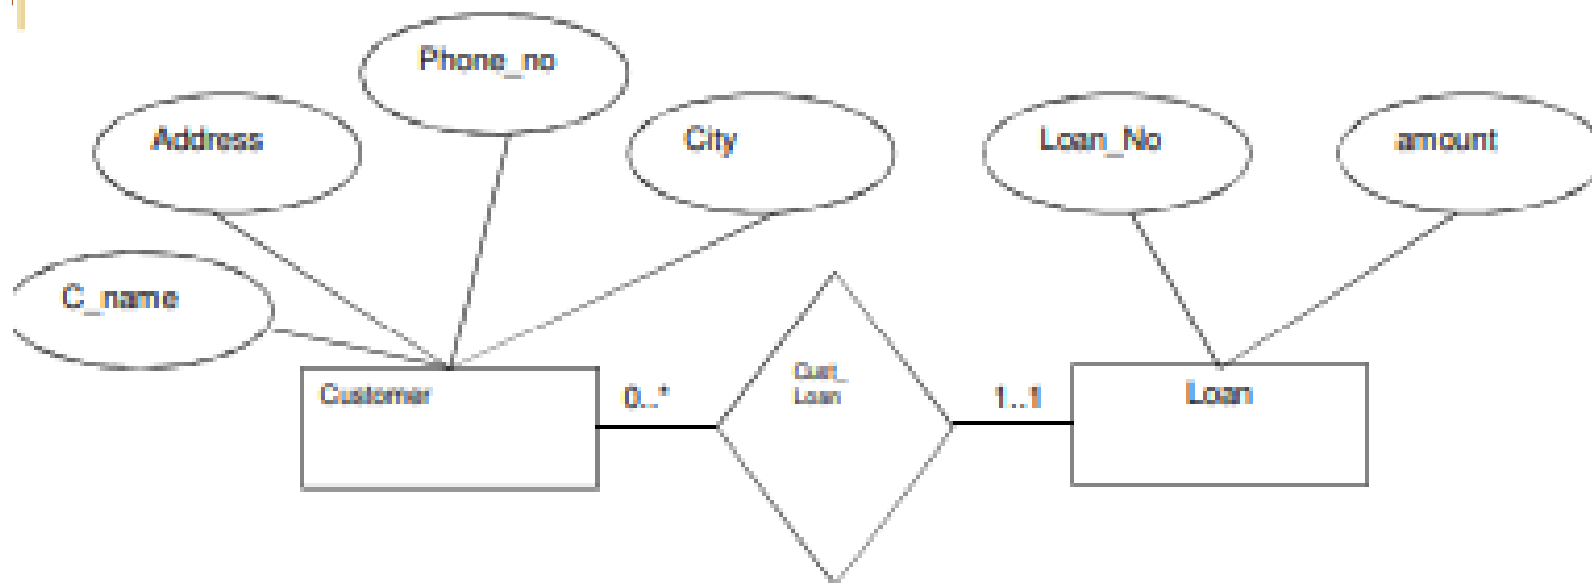 Phone_no
Address
City
Loan_No
amount
C_name
Customer
0..*
Cust_
Loan
1..1
Loan